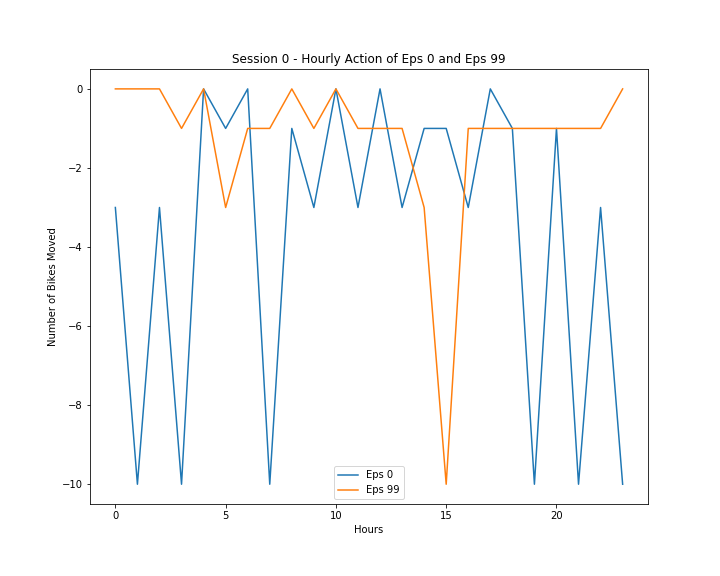 Session 0 - Hourly Action of Eps 0 and Eps 99
Number of Bikes Moved
0
−2
−4
−6
−8
−10
Eps 0
Eps 99
0 5 10 15 20
Hours